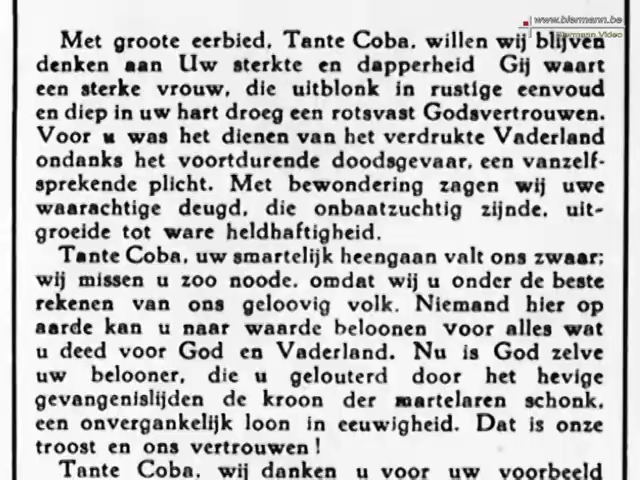 www.biermann.be
Biermann Video
Met groote eerbied, Tante Coba, willen wij blijven
denken aan Uw sterkte en dapperheid Gij waart
een sterke vrouw, die uitblonk in rustige eenvoud
en diep in uw hart droeg een rotsvast Godsvertrouwen.
Voor u was het dienen van het verdrukte Vaderland
ondanks het voortdurende doodsgevaar, een vanzelf-
sprekende plicht. Met bewondering zagen wij uwe
waarachtige deugd, die onbaatzuchtig zijnde, uit-
groeide tot ware heldhaftigheid.
Tante Coba, uw smartelijk heengaan valt ons zwaar;
wij missen u zoo noode, omdat wij u onder de beste
rekenen van ons geloovig volk. Niemand hier op
aarde kan u naar waarde beloonen voor alles wat
u deed voor God en Vaderland. Nu is God zelve
uw belooner, die u gelouterd door het hevige
gevangenislijden de kroon der martelaren schonk,
een onvergankelijk loon in eeuwigheid. Dat is onze
troost en ons vertrouwen!
Tante Coba, wij danken u voor uw voorbeeld